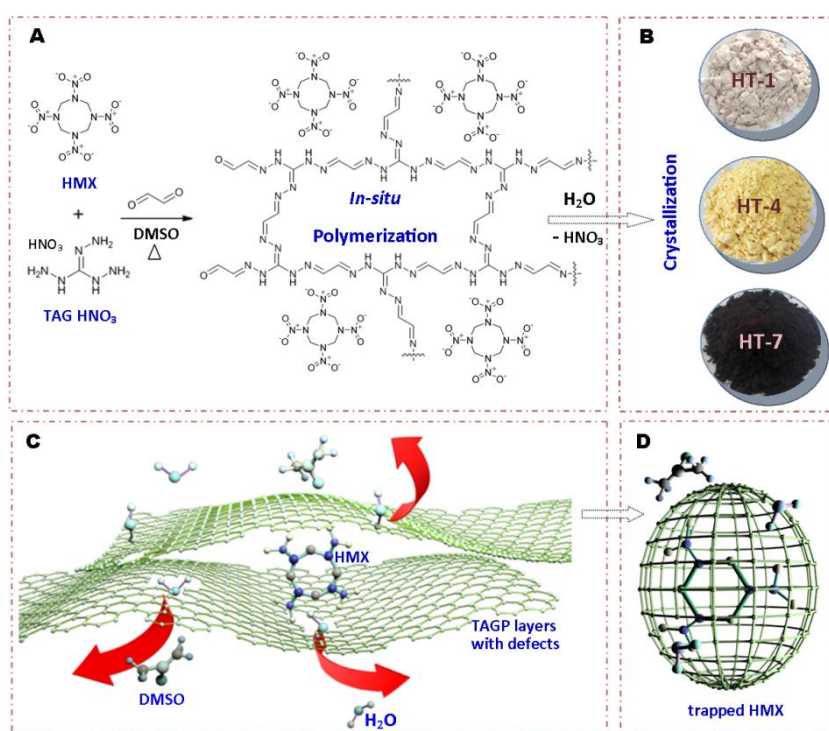 A
HMX
+
HNO₃
TAG HNO₃
DMSO
△
In-situ
Polymerization
H₂O
- HNO₃
B
Crystallization
HT-1
HT-4
HT-7
C
HMX
TAGP layers
with defects
DMSO
H₂O
D
trapped HMX